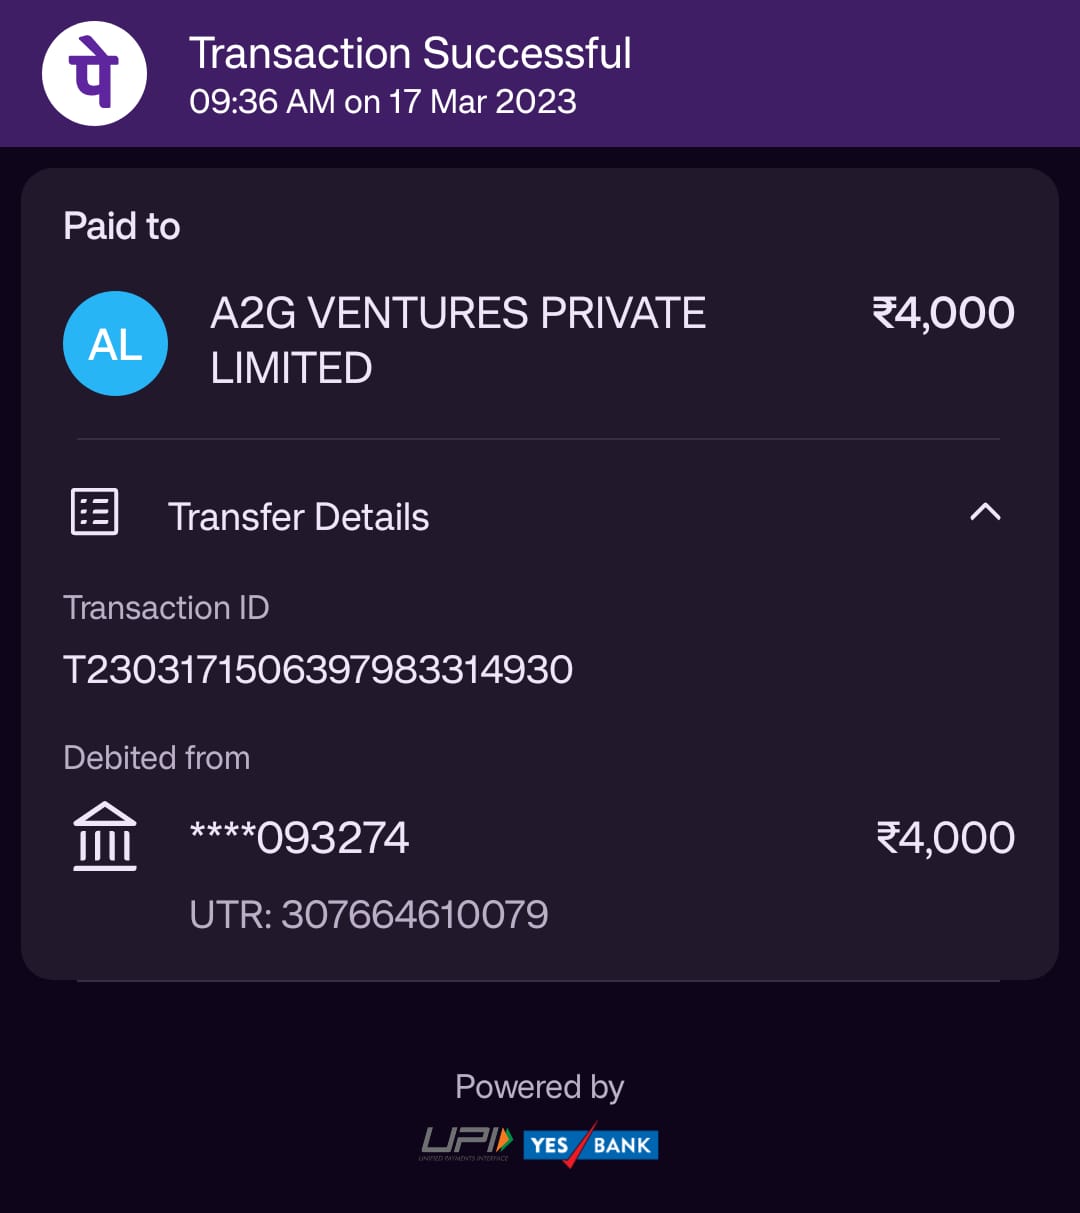 पे
Transaction Successful
09:36 AM on 17 Mar 2023
Paid to
AL
A2G VENTURES PRIVATE
LIMITED
₹4,000
Transfer Details
Transaction ID
T2303171506397983314930
Debited from
****093274
₹4,000
UTR: 307664610079
Powered by
UPI
UNIFIED PAYMENTS INTERFACE
YES BANK